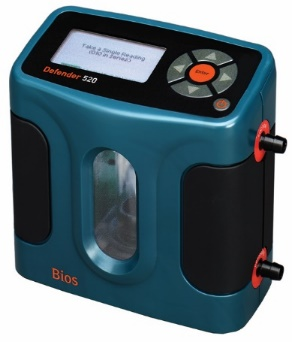 Take a Single Reading
Enter
Defender 520
Bios